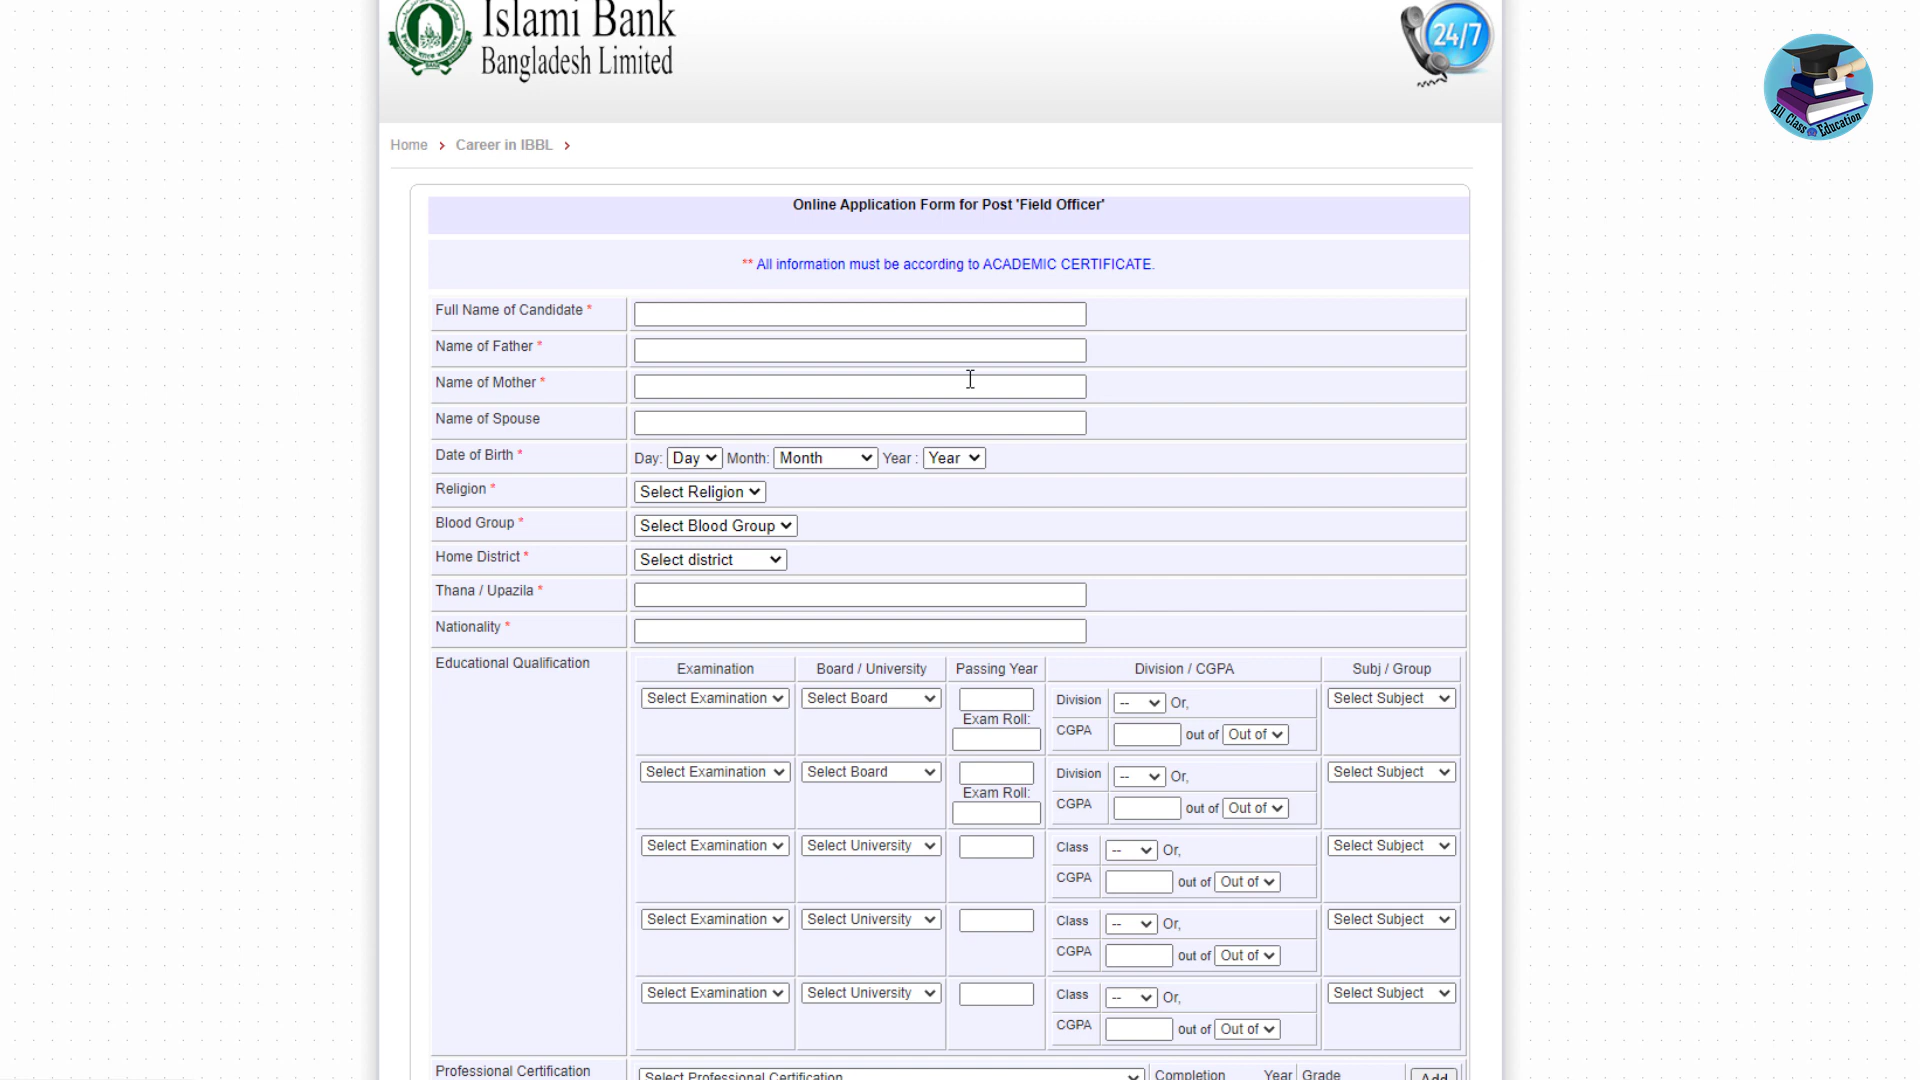 Islami Bank
Bangladesh Limited
24/7
All Class Education
Home > Career in IBBL >
Online Application Form for Post 'Field Officer'
** All information must be according to ACADEMIC CERTIFICATE.
Full Name of Candidate *
Name of Father *
Name of Mother *
Name of Spouse
Date of Birth * Day: Day Month: Month Year : Year
Religion * Select Religion
Blood Group * Select Blood Group
Home District * Select district
Thana / Upazila *
Nationality *
Educational Qualification Examination Board / University Passing Year Division / CGPA Subj / Group
Select Examination Select Board Division -- Or, Select Subject
Exam Roll:
CGPA out of Out of
Select Examination Select Board Division -- Or, Select Subject
Exam Roll:
CGPA out of Out of
Select Examination Select University Class -- Or, Select Subject
CGPA out of Out of
Select Examination Select University Class -- Or, Select Subject
CGPA out of Out of
Select Examination Select University Class -- Or, Select Subject
CGPA out of Out of
Professional Certification Select Professional Certification Completion Year Grade Add